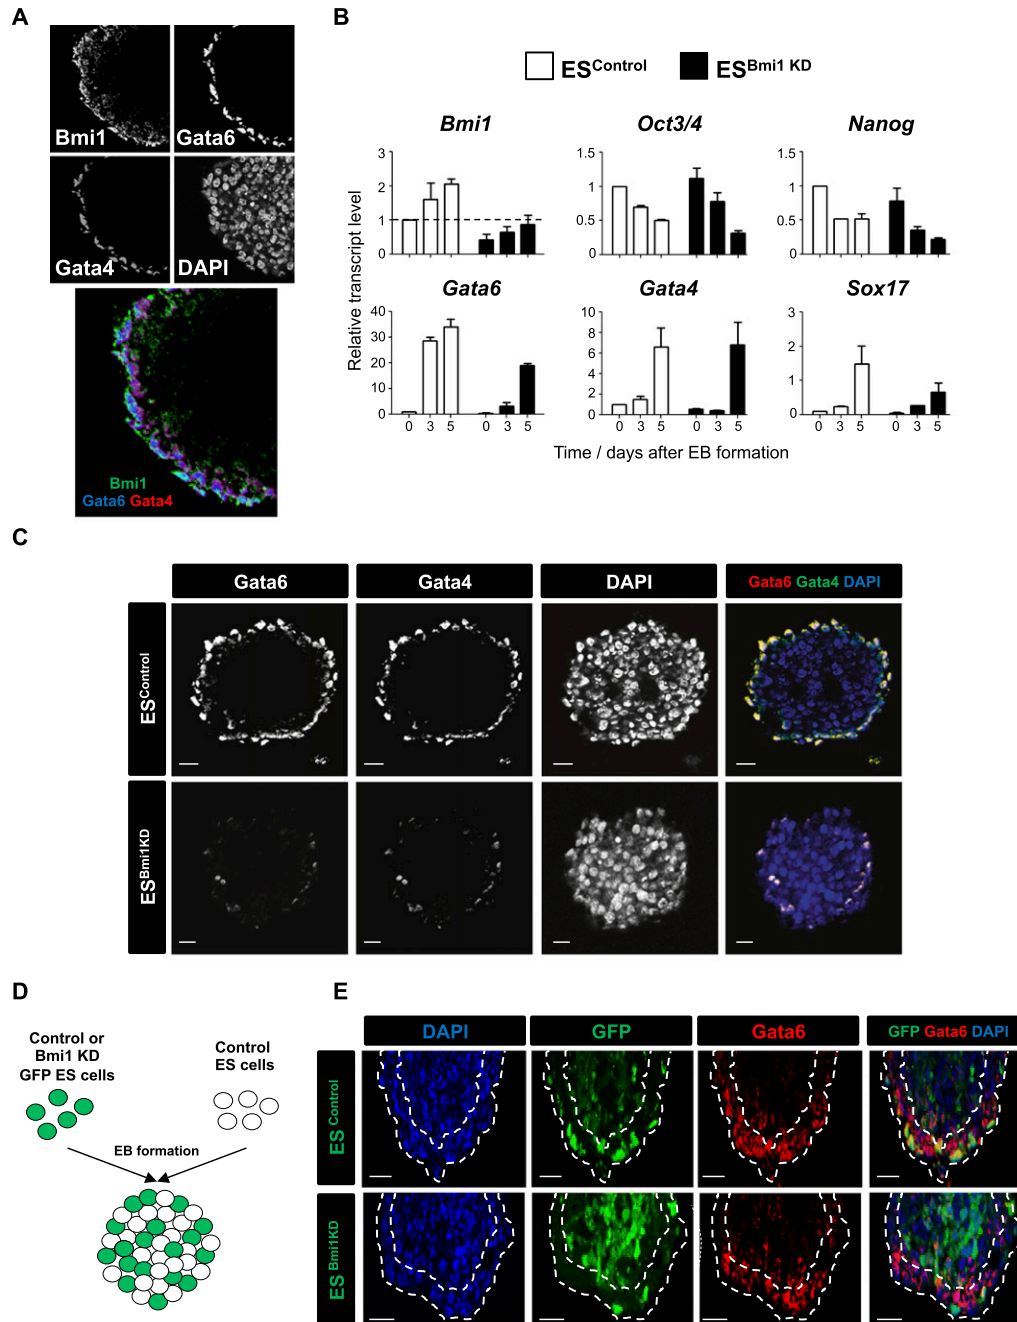 A
Bmi1
Gata6
Gata4
DAPI
Bmi1
Gata6 Gata4
B
ESControl
ESBmi1 KD
Relative transcript level
Bmi1
3
2
1
0
Oct3/4
1.5
1
0.5
0
Nanog
1.5
1
0.5
0
Gata6
40
30
20
10
0
0 3 5 0 3 5
Gata4
10
8
6
4
2
0
0 3 5 0 3 5
Sox17
3
2
1
0
0 3 5 0 3 5
Time / days after EB formation
C
Gata6
Gata4
DAPI
Gata6 Gata4 DAPI
ESControl
ESBmi1KD
D
Control or
Bmi1 KD
GFP ES cells
Control
ES cells
EB formation
E
DAPI
GFP
Gata6
GFP Gata6 DAPI
ESControl
ESBmi1KD